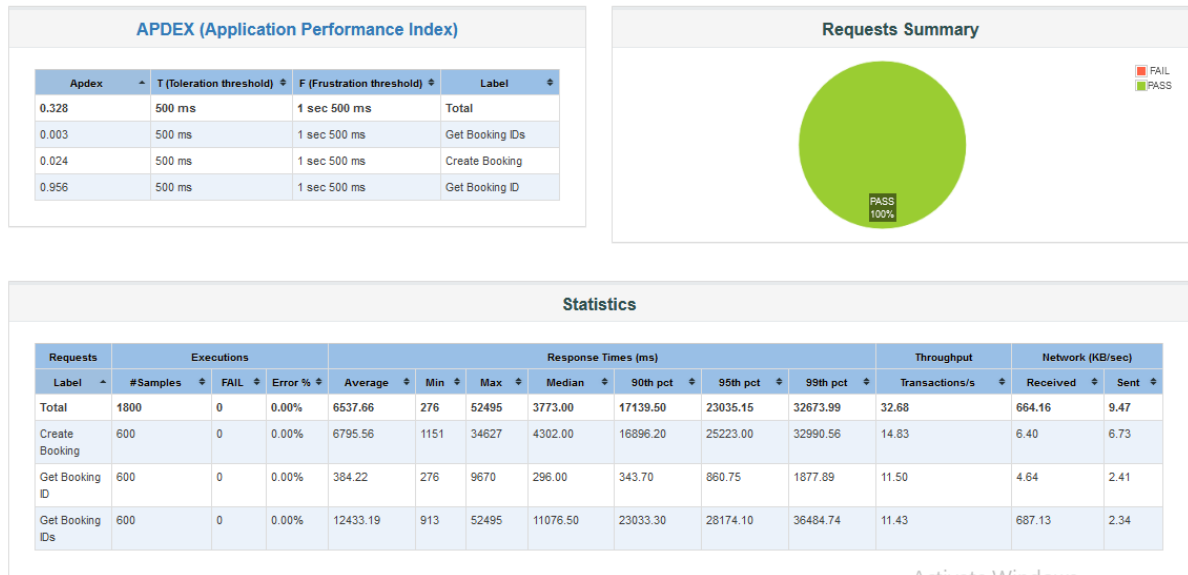 APDEX (Application Performance Index)
Apdex T (Toleration threshold) F (Frustration threshold) Label
0.328 500 ms 1 sec 500 ms Total
0.003 500 ms 1 sec 500 ms Get Booking IDs
0.024 500 ms 1 sec 500 ms Create Booking
0.956 500 ms 1 sec 500 ms Get Booking ID
Requests Summary
FAIL
PASS
PASS
100%
Statistics
Requests Executions Response Times (ms) Throughput Network (KB/sec)
Label #Samples FAIL Error % Average Min Max Median 90th pct 95th pct 99th pct Transactions/s Received Sent
Total 1800 0 0.00% 6537.66 276 52495 3773.00 17139.50 23035.15 32673.99 32.68 664.16 9.47
Create Booking 600 0 0.00% 6795.56 1151 34627 4302.00 16896.20 25223.00 32990.56 14.83 6.40 6.73
Get Booking ID 600 0 0.00% 384.22 276 9670 296.00 343.70 860.75 1877.89 11.50 4.64 2.41
Get Booking IDs 600 0 0.00% 12433.19 913 52495 11076.50 23033.30 28174.10 36484.74 11.43 687.13 2.34
Activate Windows